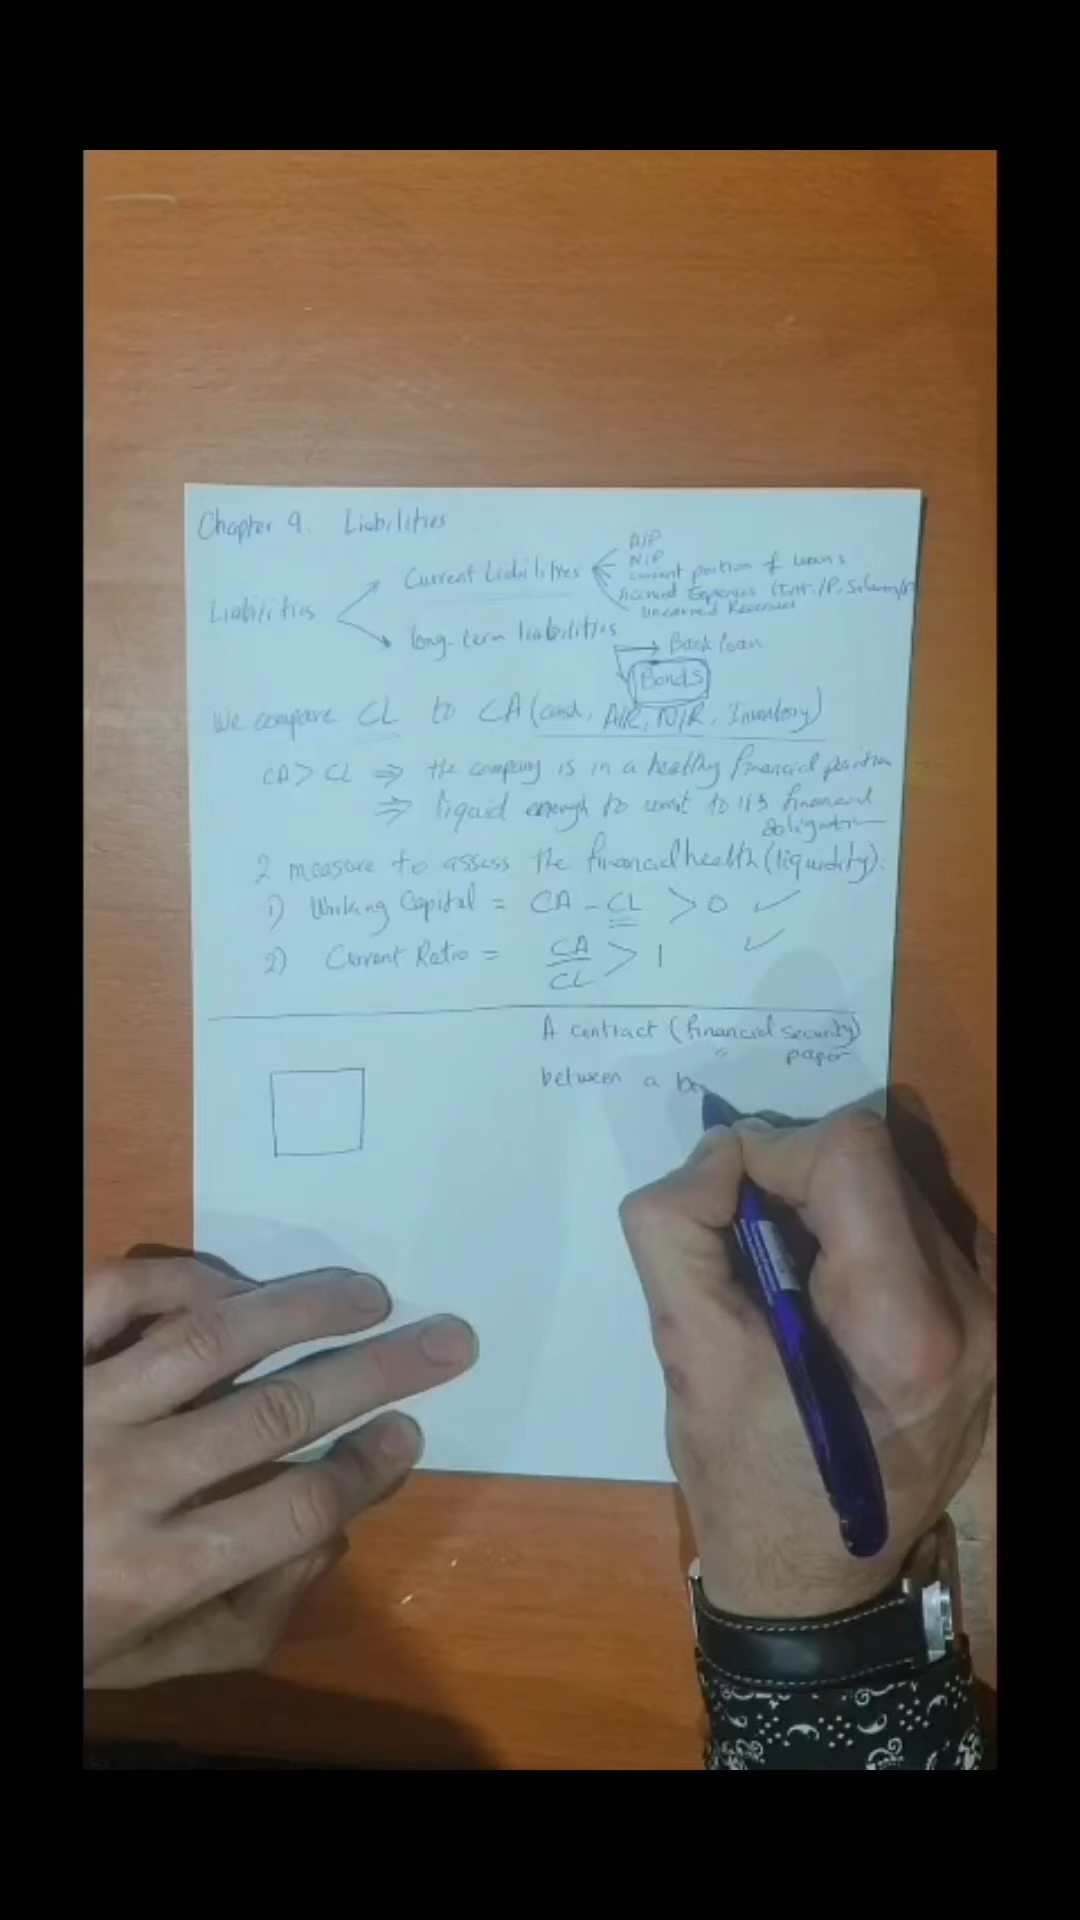 Chapter 9. Liabilities
A/P
N/P
Current Liabilities
current portion of loans
Accrued Expenses (Int./P, Salary/P)
Unearned Revenues
Liabilities
long-term liabilities
Bank loan
Bonds
We compare CL to CA (cash, A/R, N/R, Inventory)
CA > CL ⇒ the company is in a healthy financial position
⇒ liquid enough to to its financial
obligation
2 measure to assess the financial health (liquidity).
1) Working Capital = CA - CL > 0 ✓
2) Current Ratio = CA/CL > 1 ✓
A contract (financial security)
paper
between a